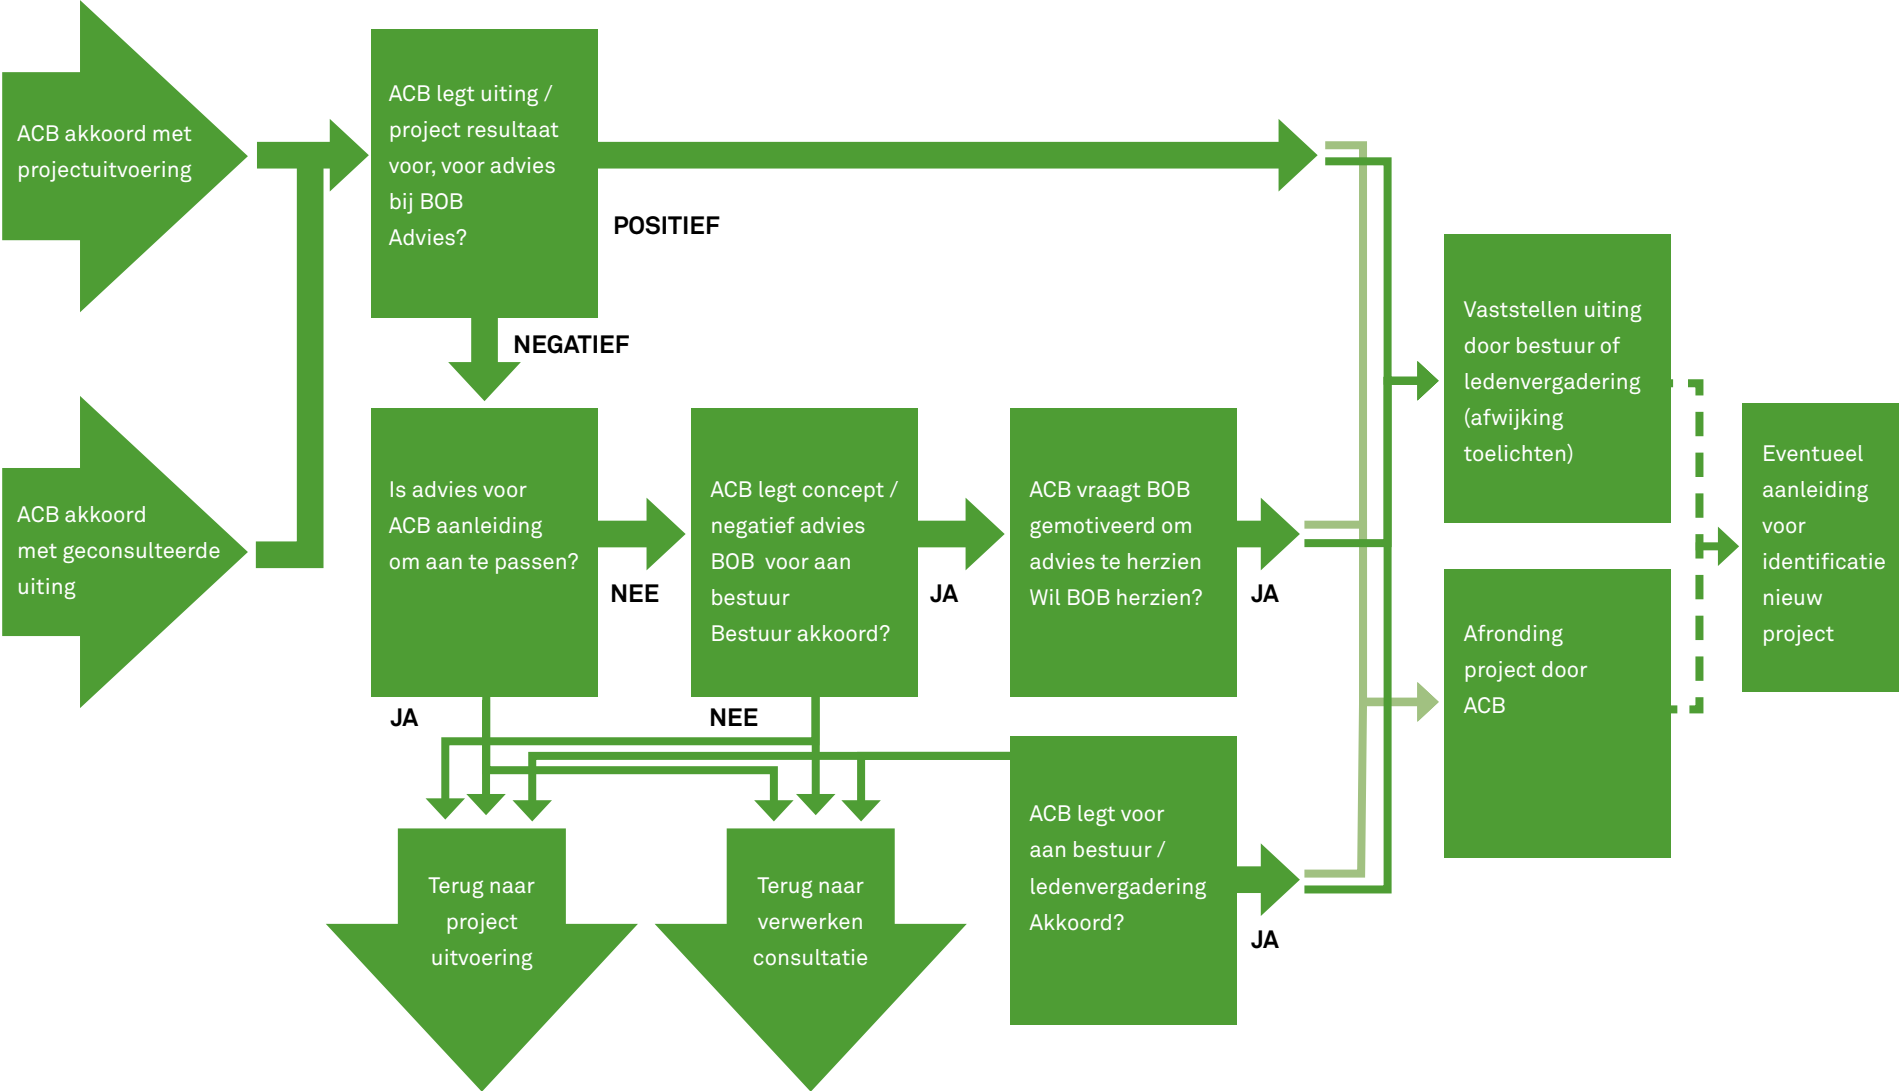 ACB akkoord met
projectuitvoering
ACB legt uiting /
project resultaat
voor, voor advies
bij BOB
Advies?
POSITIEF
NEGATIEF
ACB akkoord
met geconsulteerde
uiting
Is advies voor
ACB aanleiding
om aan te passen?
NEE
JA
ACB legt concept /
negatief advies
BOB voor aan
bestuur
Bestuur akkoord?
JA
NEE
ACB vraagt BOB
gemotiveerd om
advies te herzien
Wil BOB herzien?
JA
Vaststellen uiting
door bestuur of
ledenvergadering
(afwijking
toelichten)
Afronding
project door
ACB
Eventueel
aanleiding
voor
identificatie
nieuw
project
Terug naar
project
uitvoering
Terug naar
verwerken
consultatie
ACB legt voor
aan bestuur /
ledenvergadering
Akkoord?
JA